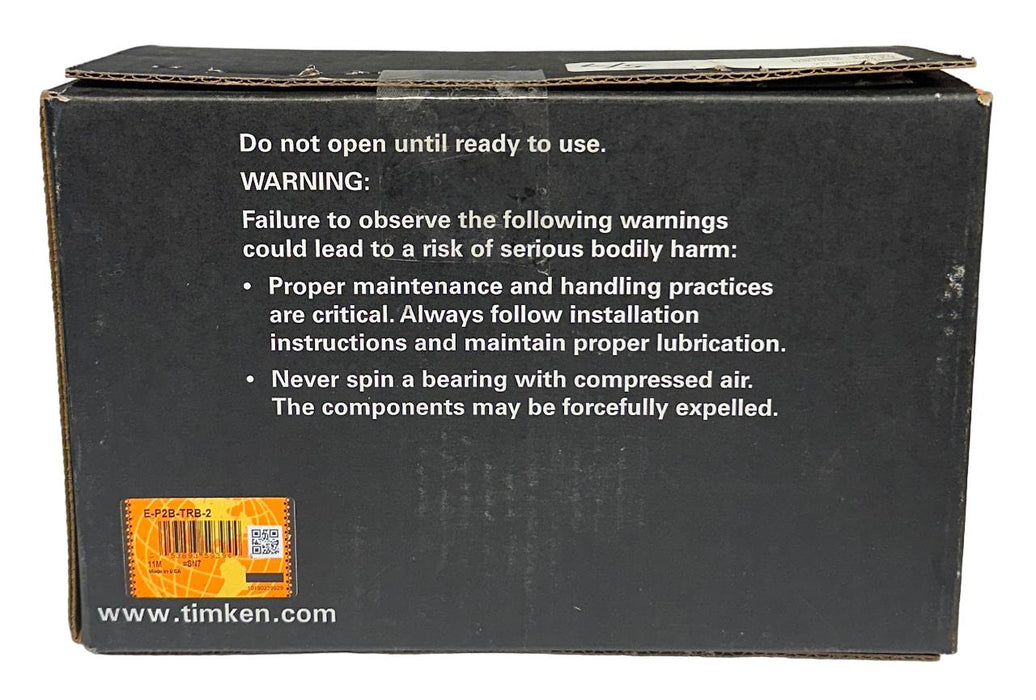 Do not open until ready to use.
WARNING:
Failure to observe the following warnings
could lead to a risk of serious bodily harm:
• Proper maintenance and handling practices
are critical. Always follow installation
instructions and maintain proper lubrication.
• Never spin a bearing with compressed air.
The components may be forcefully expelled.
E-P2B-TRB-2
11M =SN7
Made in USA
www.timken.com